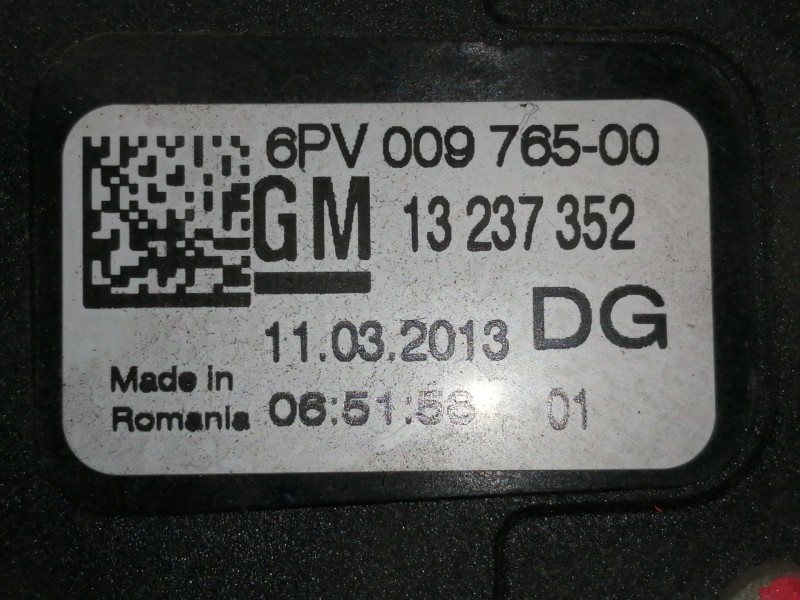 6PV 009 765-00
GM 13 237 352
11.03.2013 DG
Made in
Romania 06:51:58 01